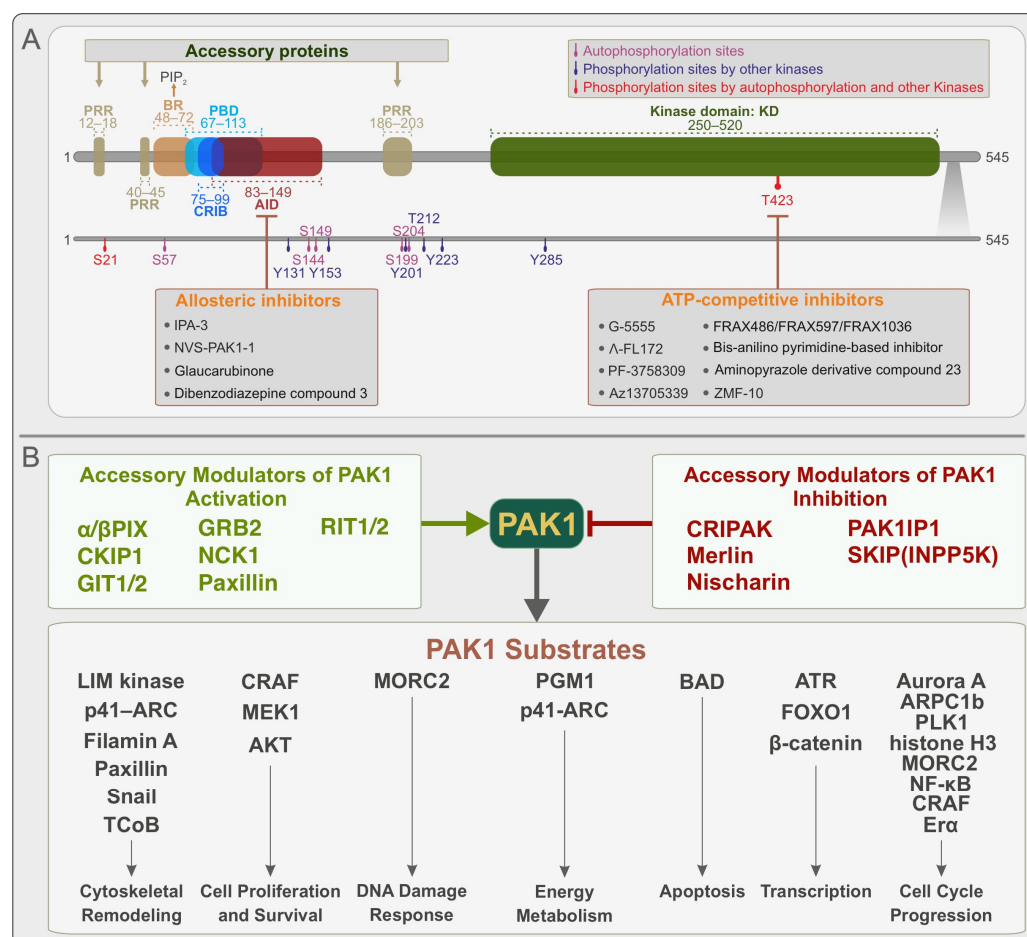 A
Accessory proteins
Autophosphorylation sites
Phosphorylation sites by other kinases
Phosphorylation sites by autophosphorylation and other Kinases
PIP2
PRR
12–18
BR
48–72
PBD
67–113
PRR
186–203
Kinase domain: KD
250–520
1
545
40–45
PRR
75–99
CRIB
83–149
AID
T423
1
545
S21
S57
Y131
S144
S149
Y153
S199
Y201
S204
T212
Y223
Y285
Allosteric inhibitors
• IPA-3
• NVS-PAK1-1
• Glaucarubinone
• Dibenzodiazepine compound 3
ATP-competitive inhibitors
• G-5555
• Λ-FL172
• PF-3758309
• Az13705339
• FRAX486/FRAX597/FRAX1036
• Bis-anilino pyrimidine-based inhibitor
• Aminopyrazole derivative compound 23
• ZMF-10
B
Accessory Modulators of PAK1
Activation
α/βPIX
CKIP1
GIT1/2
GRB2
NCK1
Paxillin
RIT1/2
PAK1
Accessory Modulators of PAK1
Inhibition
CRIPAK
Merlin
Nischarin
PAK1IP1
SKIP(INPP5K)
PAK1 Substrates
LIM kinase
p41–ARC
Filamin A
Paxillin
Snail
TCoB
Cytoskeletal
Remodeling
CRAF
MEK1
AKT
Cell Proliferation
and Survival
MORC2
DNA Damage
Response
PGM1
p41-ARC
Energy
Metabolism
BAD
Apoptosis
ATR
FOXO1
β-catenin
Transcription
Aurora A
ARPC1b
PLK1
histone H3
MORC2
NF-κB
CRAF
Erα
Cell Cycle
Progression